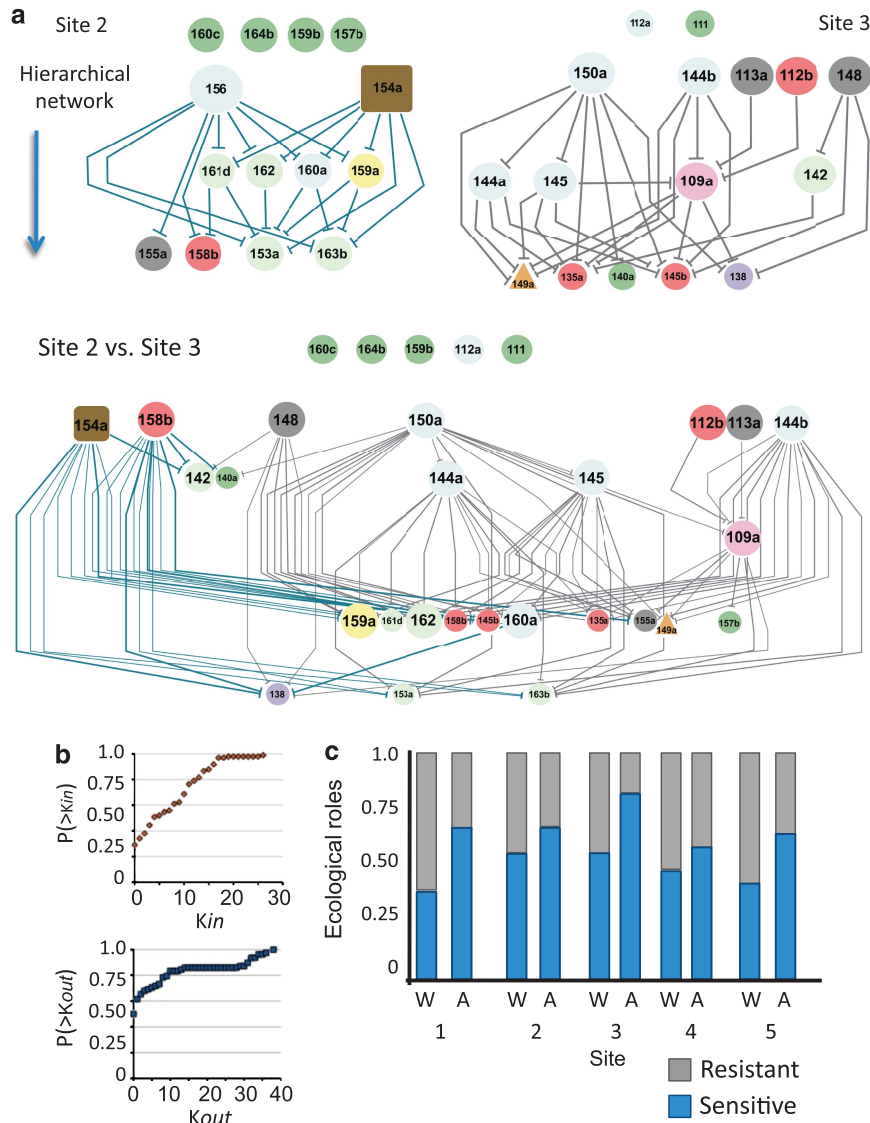 a
Site 2
160c 164b 159b 157b
Hierarchical
network
156 154a
161d 162 160a 159a
155a 158b 153a 163b
112a 111 Site 3
150a 144b 113a 112b 148
144a 145 109a 142
149a 135a 140a 145b 138
Site 2 vs. Site 3
160c 164b 159b 112a 111
154a 158b 148 150a 112b 113a 144b
142 140a 144a 145
109a
159a 161d 162 158b 145b 160a 135a 155a 149a 157b
138 153a 163b
b
P(>Kin)
1.0
0.75
0.50
0.25
0
0 10 20 30
Kin
P(>Kout)
1.0
0.75
0.50
0.25
0
0 10 20 30 40
Kout
c
Ecological roles
1.0
0.75
0.50
0.25
0
W A W A W A W A W A
1 2 3 4 5
Site
Resistant
Sensitive